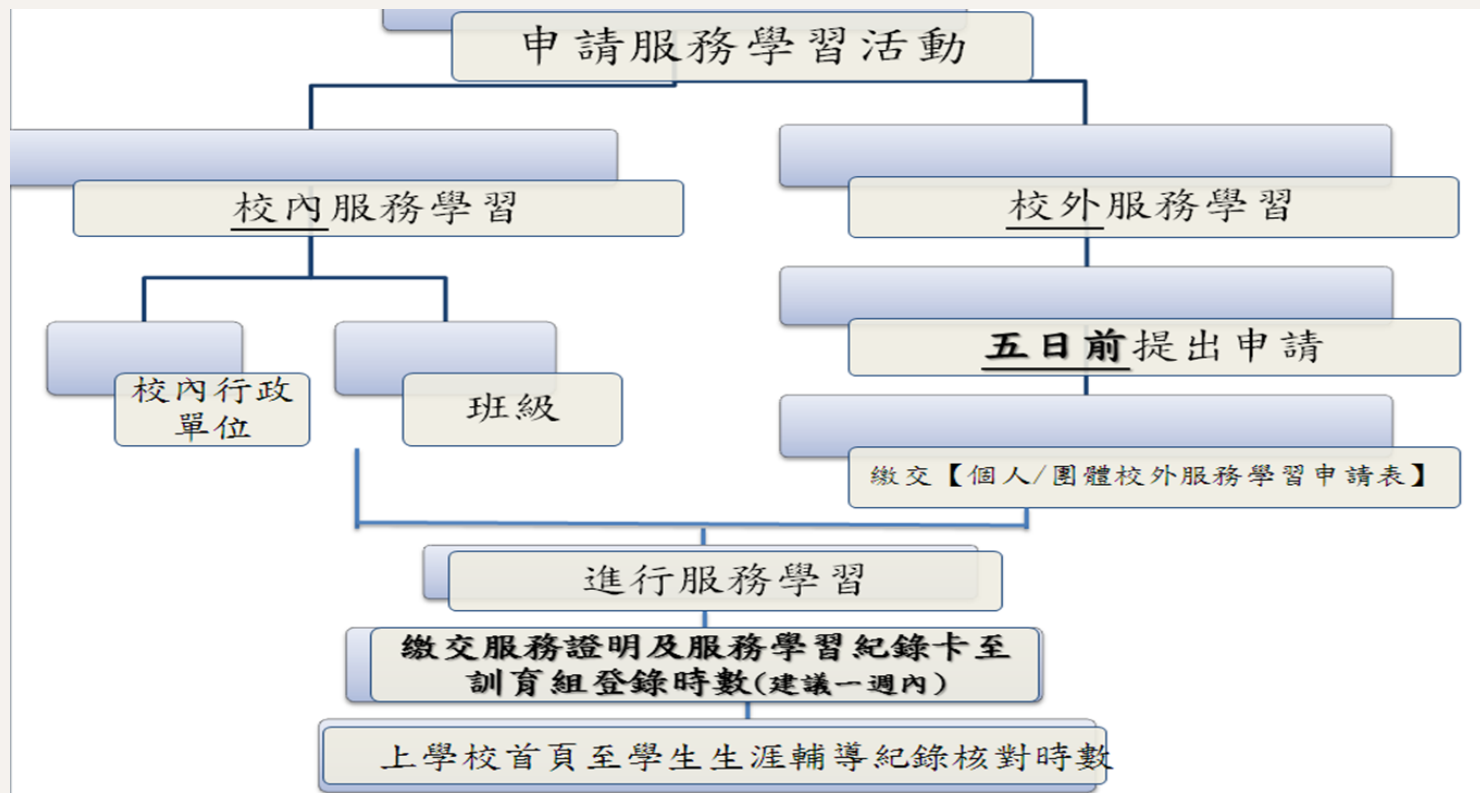 申請服務學習活動
校內服務學習
校外服務學習
五日前提出申請
校內行政
單位
班級
繳交【個人/團體校外服務學習申請表】
進行服務學習
繳交服務證明及服務學習紀錄卡至
訓育組登錄時數(建議一週內)
上學校首頁至學生生涯輔導紀錄核對時數